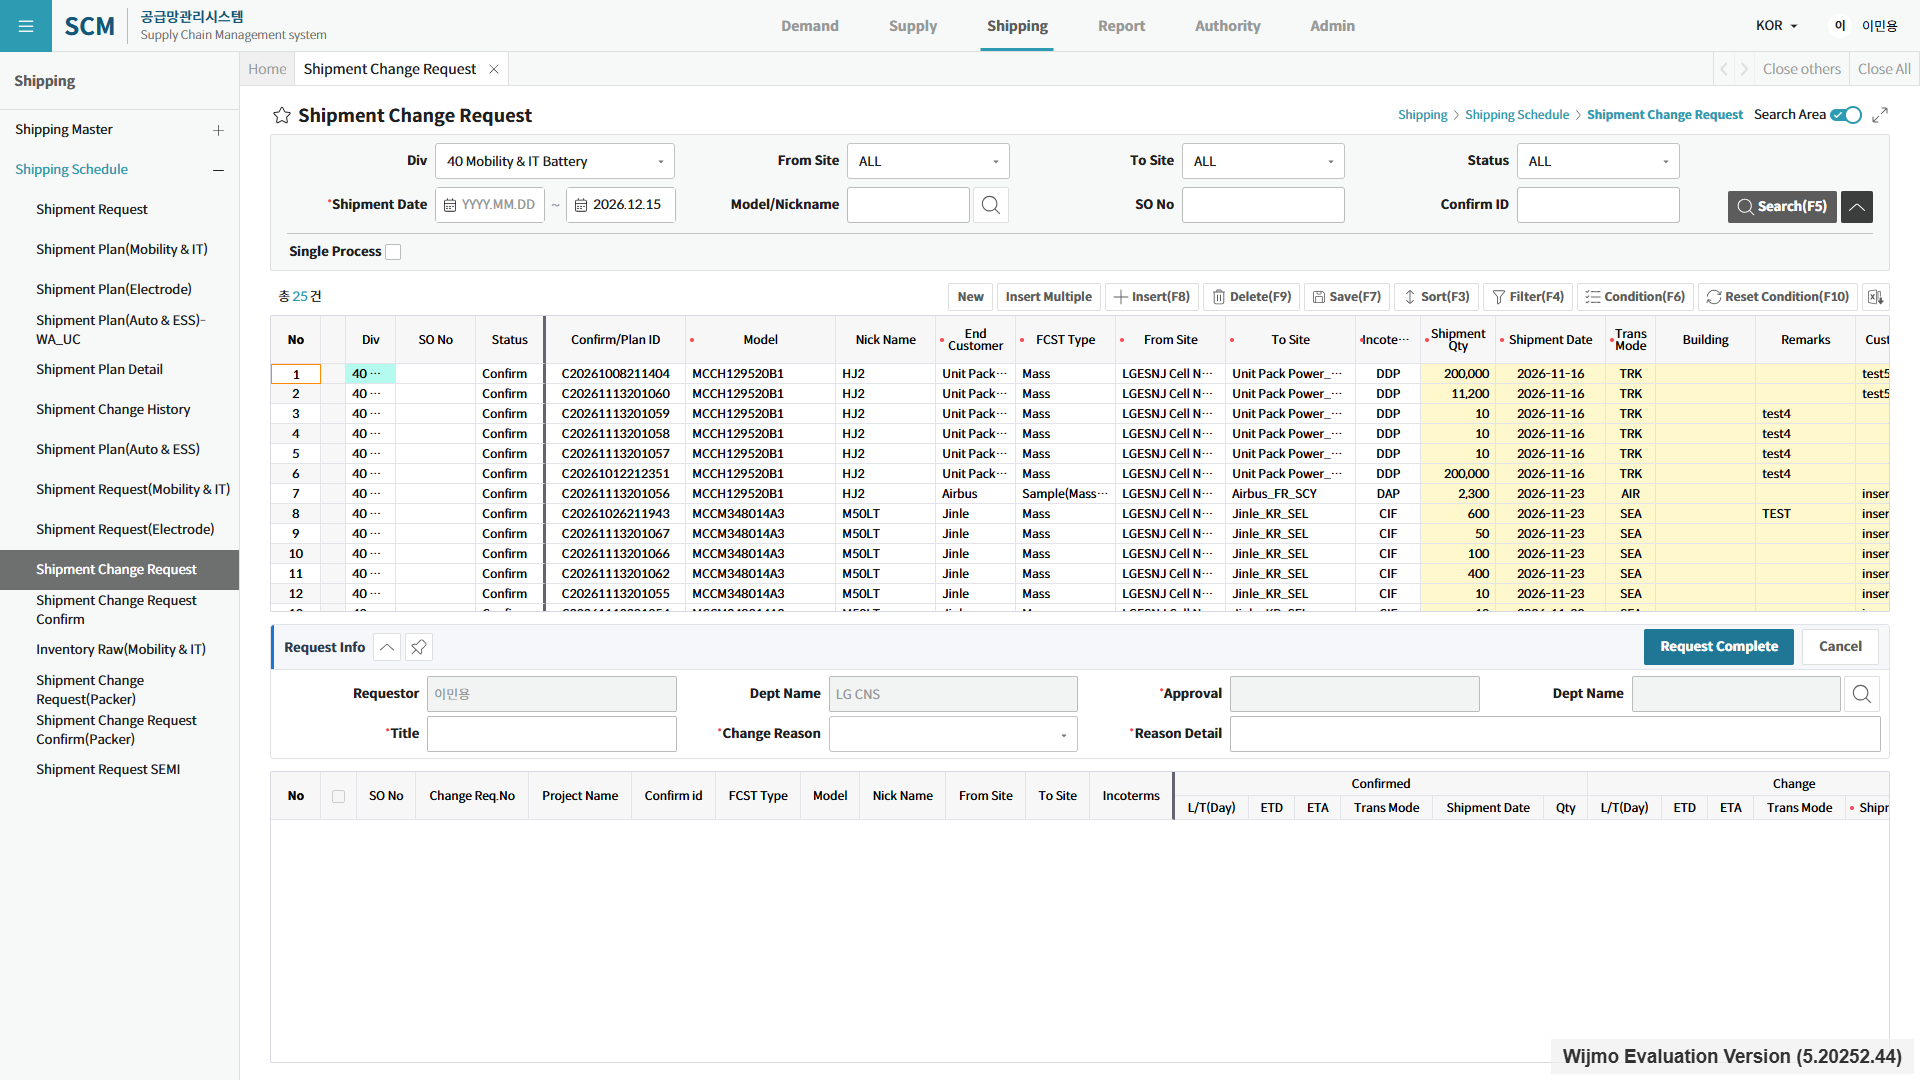 SCM 공급망관리시스템
Supply Chain Management system
Demand Supply Shipping Report Authority Admin
KOR 이 이민용
Shipping
Home Shipment Change Request
Close others Close All
Shipping Master
Shipping Schedule
Shipment Request
Shipment Plan(Mobility & IT)
Shipment Plan(Electrode)
Shipment Plan(Auto & ESS)-
WA_UC
Shipment Plan Detail
Shipment Change History
Shipment Plan(Auto & ESS)
Shipment Request(Mobility & IT)
Shipment Request(Electrode)
Shipment Change Request
Shipment Change Request
Confirm
Inventory Raw(Mobility & IT)
Shipment Change
Request(Packer)
Shipment Change Request
Confirm(Packer)
Shipment Request SEMI
Shipment Change Request
Shipping > Shipping Schedule > Shipment Change Request Search Area
Div 40 Mobility & IT Battery From Site ALL To Site ALL Status ALL
*Shipment Date YYYY.MM.DD ~ 2026.12.15 Model/Nickname SO No Confirm ID Search(F5)
Single Process
총 25 건
New Insert Multiple Insert(F8) Delete(F9) Save(F7) Sort(F3) Filter(F4) Condition(F6) Reset Condition(F10)
No Div SO No Status Confirm/Plan ID Model Nick Name End Customer FCST Type From Site To Site Incote··· Shipment Qty Shipment Date Trans Mode Building Remarks Cust
1 40 ··· Confirm C20261008211404 MCCH129520B1 HJ2 Unit Pack··· Mass LGESNJ Cell N··· Unit Pack Power_··· DDP 200,000 2026-11-16 TRK test5
2 40 ··· Confirm C20261113201060 MCCH129520B1 HJ2 Unit Pack··· Mass LGESNJ Cell N··· Unit Pack Power_··· DDP 11,200 2026-11-16 TRK test5
3 40 ··· Confirm C20261113201059 MCCH129520B1 HJ2 Unit Pack··· Mass LGESNJ Cell N··· Unit Pack Power_··· DDP 10 2026-11-16 TRK test4
4 40 ··· Confirm C20261113201058 MCCH129520B1 HJ2 Unit Pack··· Mass LGESNJ Cell N··· Unit Pack Power_··· DDP 10 2026-11-16 TRK test4
5 40 ··· Confirm C20261113201057 MCCH129520B1 HJ2 Unit Pack··· Mass LGESNJ Cell N··· Unit Pack Power_··· DDP 10 2026-11-16 TRK test4
6 40 ··· Confirm C20261012212351 MCCH129520B1 HJ2 Unit Pack··· Mass LGESNJ Cell N··· Unit Pack Power_··· DDP 200,000 2026-11-16 TRK test4
7 40 ··· Confirm C20261113201056 MCCH129520B1 HJ2 Airbus Sample(Mass··· LGESNJ Cell N··· Airbus_FR_SCY DAP 2,300 2026-11-23 AIR inser
8 40 ··· Confirm C20261026211943 MCCM348014A3 M50LT Jinle Mass LGESNJ Cell N··· Jinle_KR_SEL CIF 600 2026-11-23 SEA TEST inser
9 40 ··· Confirm C20261113201067 MCCM348014A3 M50LT Jinle Mass LGESNJ Cell N··· Jinle_KR_SEL CIF 50 2026-11-23 SEA inser
10 40 ··· Confirm C20261113201066 MCCM348014A3 M50LT Jinle Mass LGESNJ Cell N··· Jinle_KR_SEL CIF 100 2026-11-23 SEA inser
11 40 ··· Confirm C20261113201062 MCCM348014A3 M50LT Jinle Mass LGESNJ Cell N··· Jinle_KR_SEL CIF 400 2026-11-23 SEA inser
12 40 ··· Confirm C20261113201055 MCCM348014A3 M50LT Jinle Mass LGESNJ Cell N··· Jinle_KR_SEL CIF 10 2026-11-23 SEA inser
Request Info Request Complete Cancel
Requestor 이민용 Dept Name LG CNS *Approval Dept Name
*Title *Change Reason *Reason Detail
No SO No Change Req.No Project Name Confirm id FCST Type Model Nick Name From Site To Site Incoterms Confirmed Change
L/T(Day) ETD ETA Trans Mode Shipment Date Qty L/T(Day) ETD ETA Trans Mode Shipr
Wijmo Evaluation Version (5.20252.44)